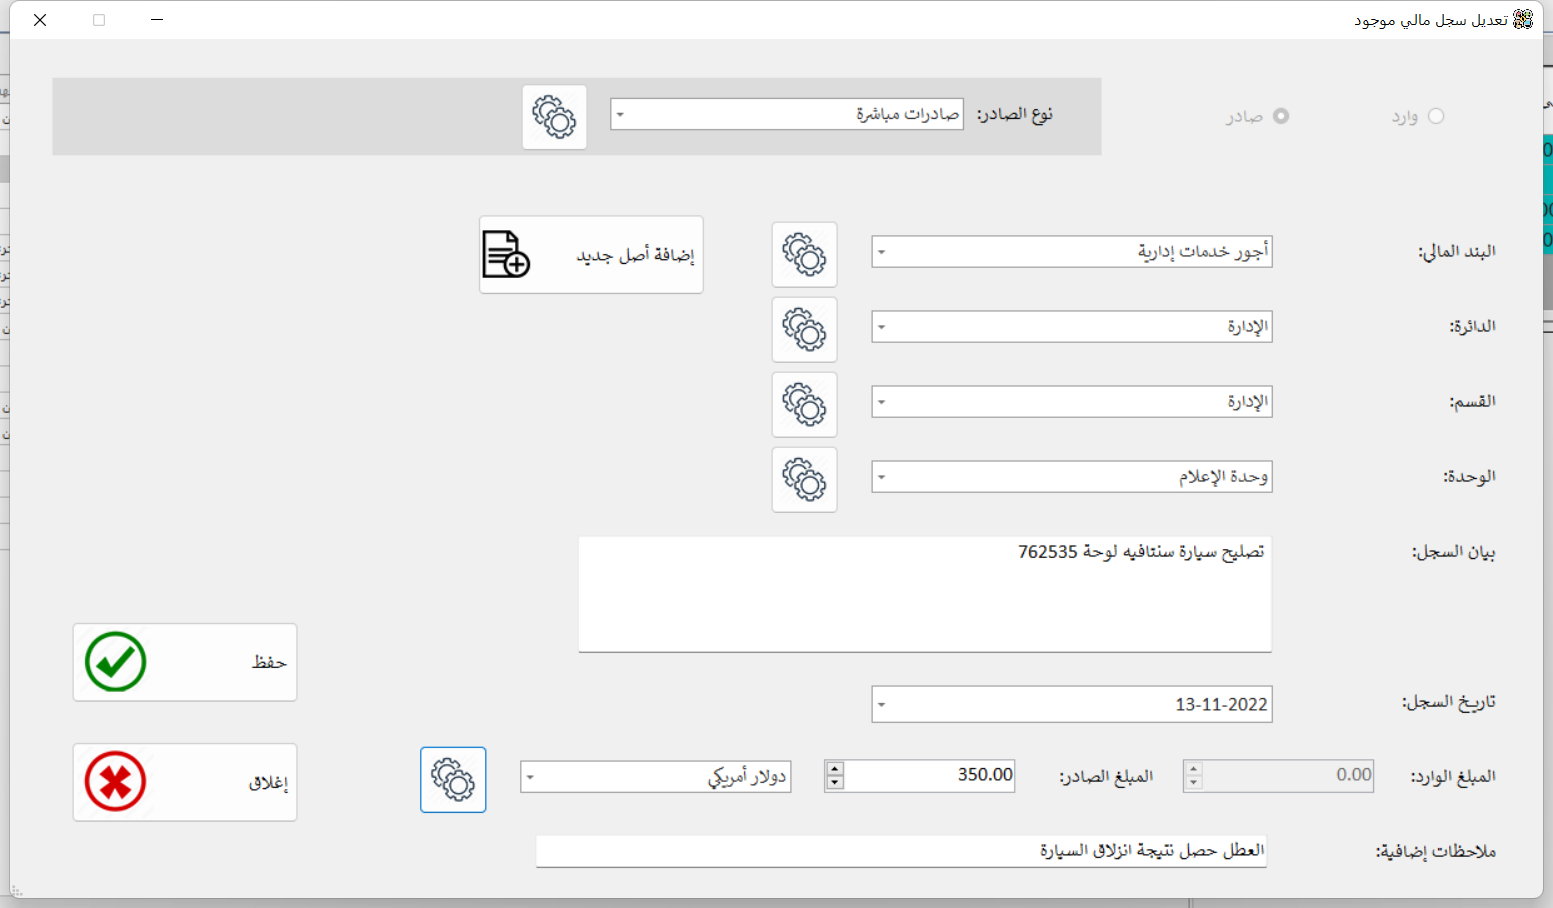 تعديل سجل مالي موجود
وارد
صادر
نوع الصادر:
صادرات مباشرة
البند المالي:
أجور خدمات إدارية
إضافة أصل جديد
الدائرة:
الإدارة
القسم:
الإدارة
الوحدة:
وحدة الإعلام
بيان السجل:
تصليح سيارة سنتافيه لوحة 762535
حفظ
تاريخ السجل:
13-11-2022
المبلغ الوارد:
0.00
المبلغ الصادر:
350.00
دولار أمريكي
إغلاق
ملاحظات إضافية:
العطل حصل نتيجة انزلاق السيارة